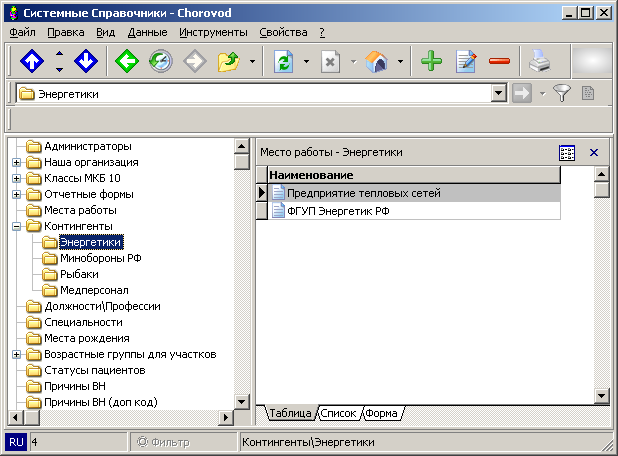 Системные Справочники - Chorovod
Файл Правка Вид Данные Инструменты Свойства ?
Энергетики
Администраторы
Наша организация
Классы МКБ 10
Отчетные формы
Места работы
Контингенты
Энергетики
Минобороны РФ
Рыбаки
Медперсонал
Должности\Профессии
Специальности
Места рождения
Возрастные группы для участков
Статусы пациентов
Причины ВН
Причины ВН (доп код)
Место работы - Энергетики
Наименование
Предприятие тепловых сетей
ФГУП Энергетик РФ
Таблица Список Форма
RU 4 Фильтр Контингенты\Энергетики